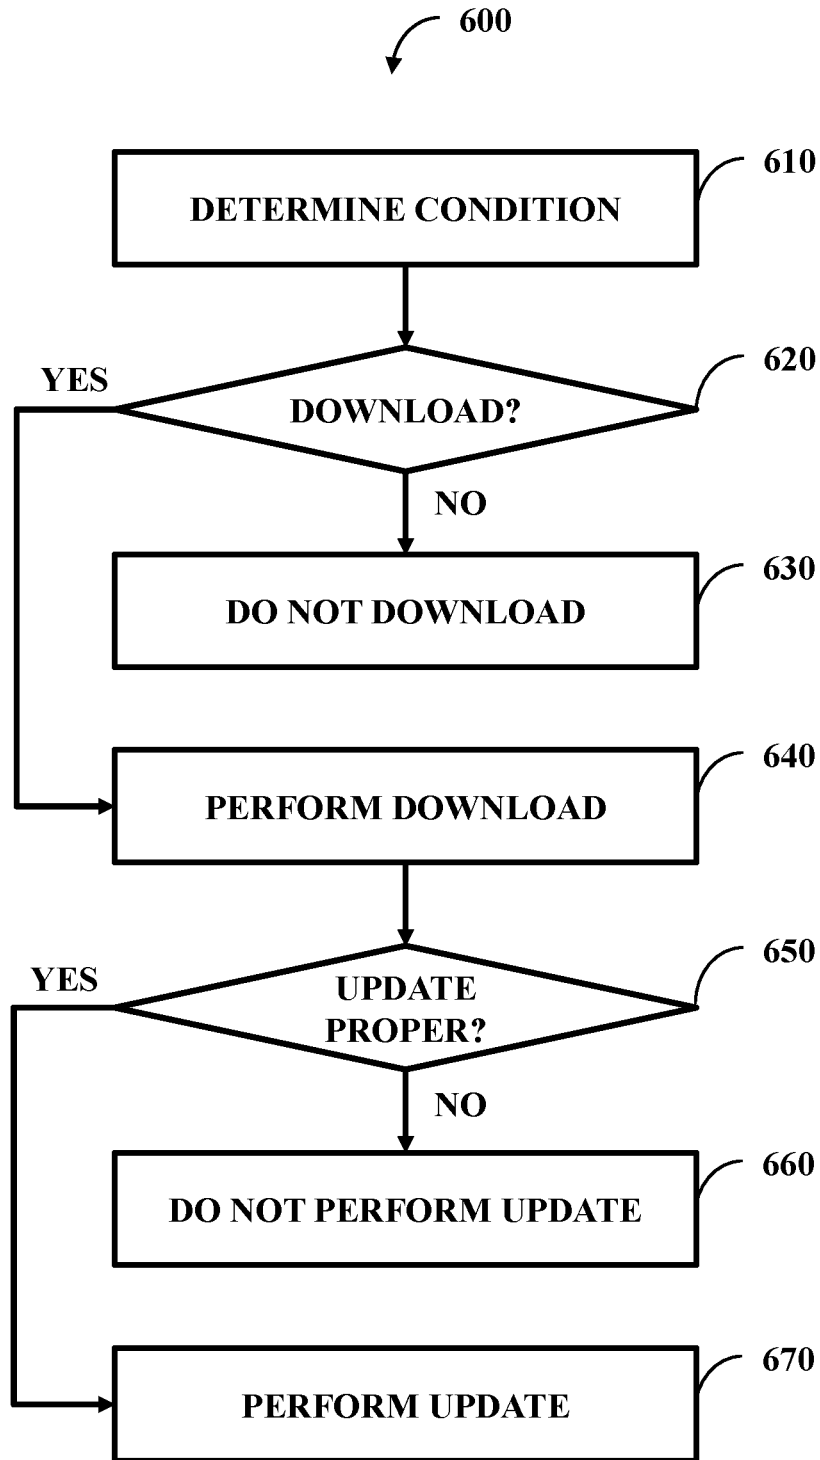 600
610
DETERMINE CONDITION
620
YES
DOWNLOAD?
NO
630
DO NOT DOWNLOAD
640
PERFORM DOWNLOAD
650
YES
UPDATE
PROPER?
NO
660
DO NOT PERFORM UPDATE
670
PERFORM UPDATE